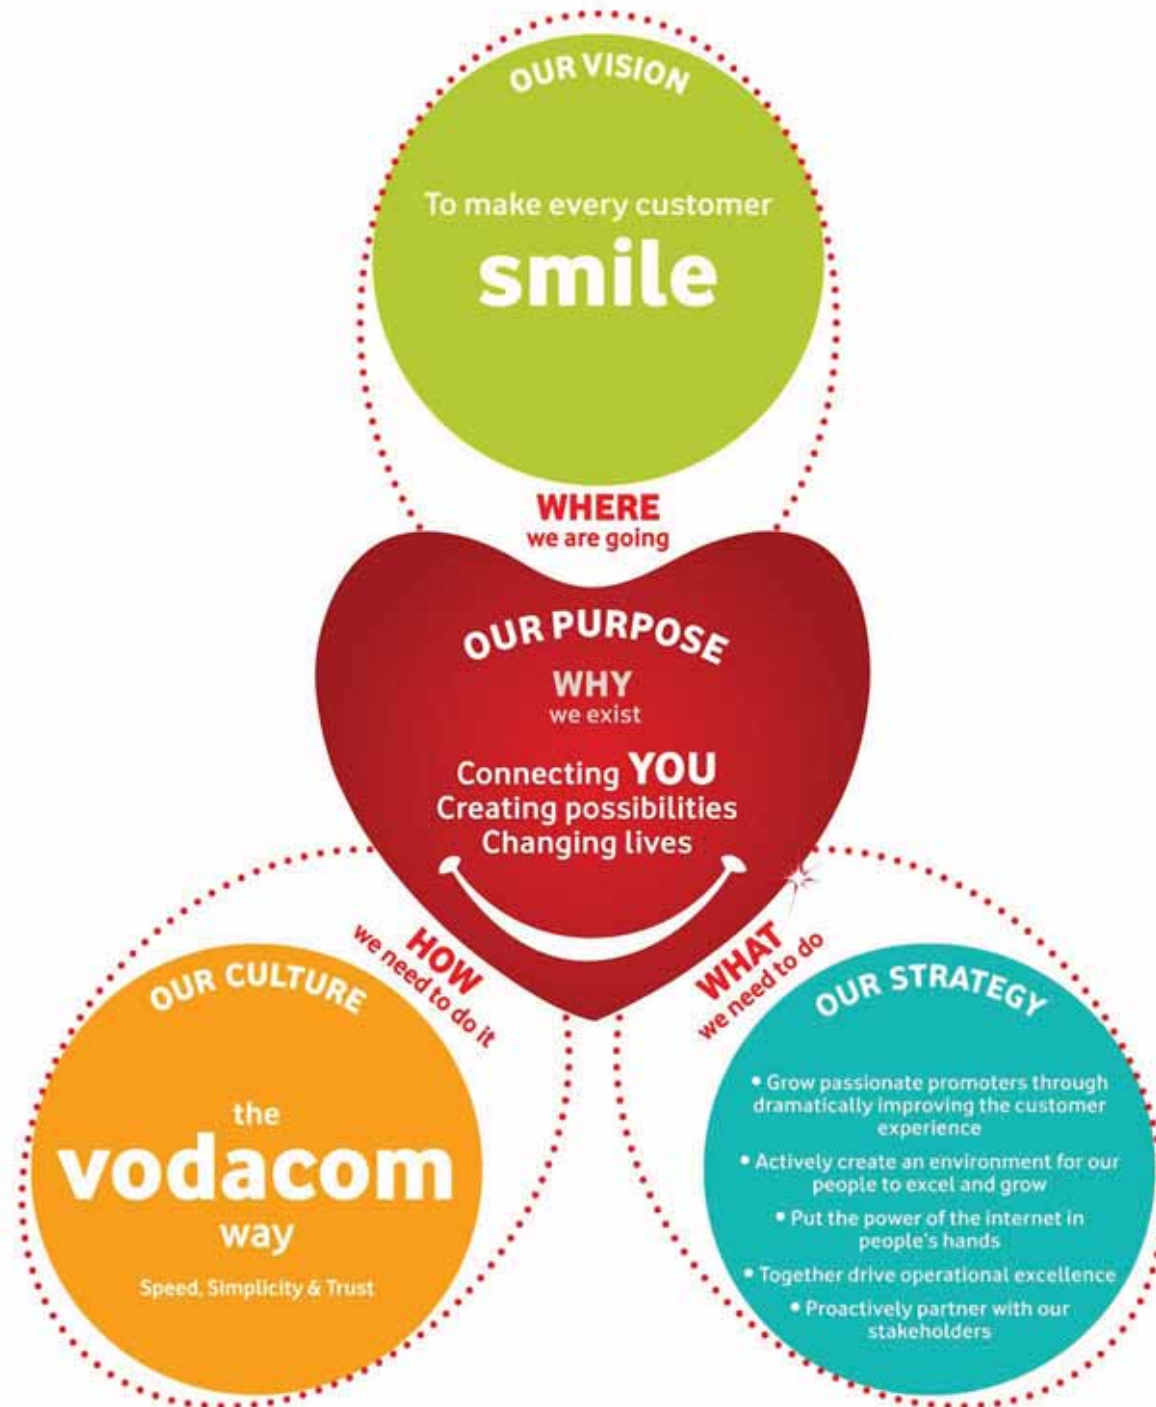 OUR VISION
To make every customer
smile
WHERE
we are going
OUR PURPOSE
WHY
we exist
Connecting YOU
Creating possibilities
Changing lives
HOW
we need to do it
WHAT
we need to do
OUR CULTURE
the
vodacom
way
Speed, Simplicity & Trust
OUR STRATEGY
• Grow passionate promoters through
dramatically improving the customer
experience
• Actively create an environment for our
people to excel and grow
• Put the power of the internet in
people's hands
• Together drive operational excellence
• Proactively partner with our
stakeholders